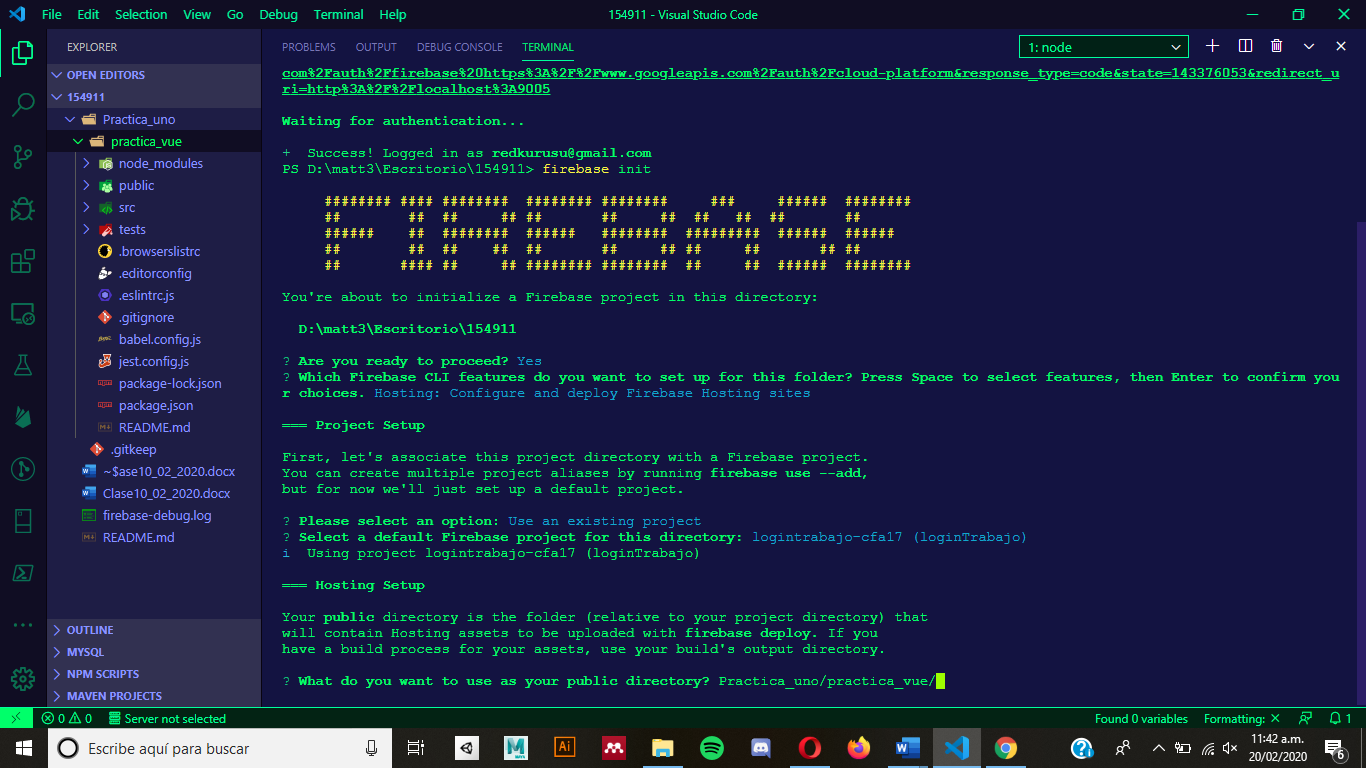 File Edit Selection View Go Debug Terminal Help
154911 - Visual Studio Code
EXPLORER
OPEN EDITORS
154911
Practica_uno
practica_vue
node_modules
public
src
tests
.browserslistrc
.editorconfig
.eslintrc.js
.gitignore
babel.config.js
jest.config.js
package-lock.json
package.json
README.md
.gitkeep
~$ase10_02_2020.docx
Clase10_02_2020.docx
firebase-debug.log
README.md
OUTLINE
MYSQL
NPM SCRIPTS
MAVEN PROJECTS
PROBLEMS OUTPUT DEBUG CONSOLE TERMINAL
1: node
com%2Fauth%2Ffirebase%20https%3A%2F%2Fwww.googleapis.com%2Fauth%2Fcloud-platform&response_type=code&state=143376053&redirect_u
ri=http%3A%2F%2Flocalhost%3A9005
Waiting for authentication...
+  Success! Logged in as redkurusu@gmail.com
PS D:\matt3\Escritorio\154911> firebase init
FIREBASE
You're about to initialize a Firebase project in this directory:
D:\matt3\Escritorio\154911
? Are you ready to proceed? Yes
? Which Firebase CLI features do you want to set up for this folder? Press Space to select features, then Enter to confirm you
r choices. Hosting: Configure and deploy Firebase Hosting sites
=== Project Setup
First, let's associate this project directory with a Firebase project.
You can create multiple project aliases by running firebase use --add,
but for now we'll just set up a default project.
? Please select an option: Use an existing project
? Select a default Firebase project for this directory: logintrabajo-cfa17 (loginTrabajo)
i  Using project logintrabajo-cfa17 (loginTrabajo)
=== Hosting Setup
Your public directory is the folder (relative to your project directory) that
will contain Hosting assets to be uploaded with firebase deploy. If you
have a build process for your assets, use your build's output directory.
? What do you want to use as your public directory? Practica_uno/practica_vue/
0 0 Server not selected
Found 0 variables Formating: ✕ 1
Escribe aquí para buscar
11:42 a.m.
20/02/2020
6